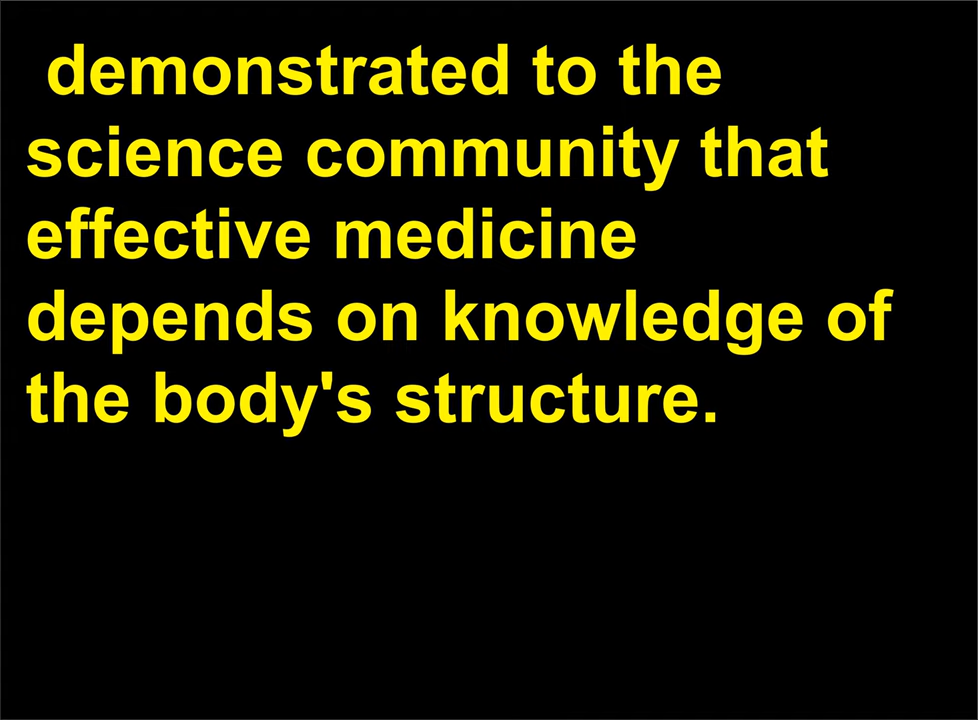 demonstrated to the
science community that
effective medicine
depends on knowledge of
the body's structure.